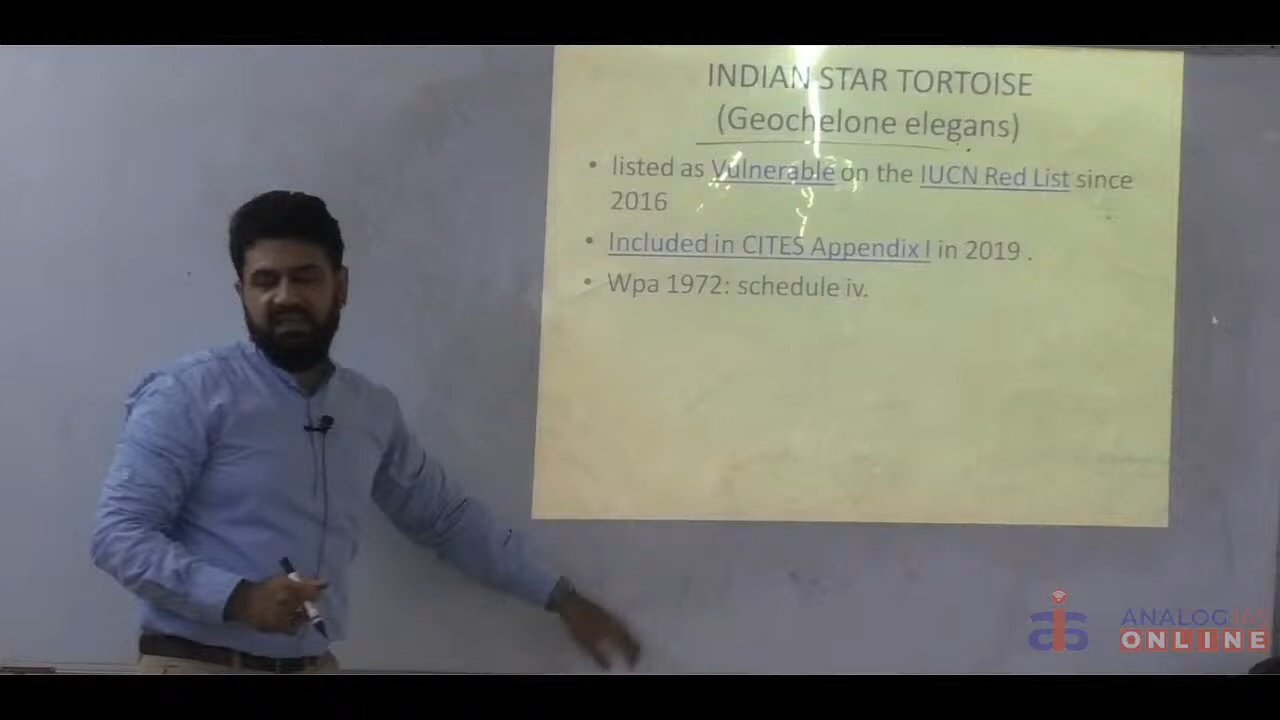 INDIAN STAR TORTOISE
(Geochelone elegans)
• listed as Vulnerable on the IUCN Red List since
2016
• Included in CITES Appendix I in 2019 .
• Wpa 1972: schedule iv.
ANALOG IAS
ONLINE